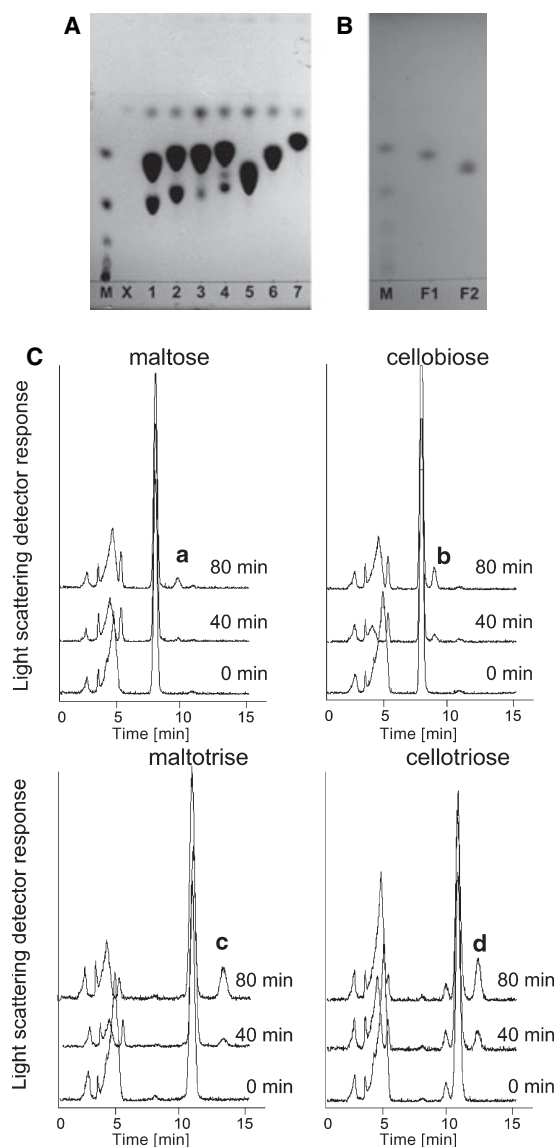 A
B
M X 1 2 3 4 5 6 7
M F1 F2
C
maltose
cellobiose
Light scattering detector response
a
80 min
40 min
0 min
b
80 min
40 min
0 min
0 5 10 15
Time [min]
0 5 10 15
Time [min]
maltotrise
cellotriose
Light scattering detector response
c
80 min
40 min
0 min
d
80 min
40 min
0 min
0 5 10 15
Time [min]
0 5 10 15
Time [min]